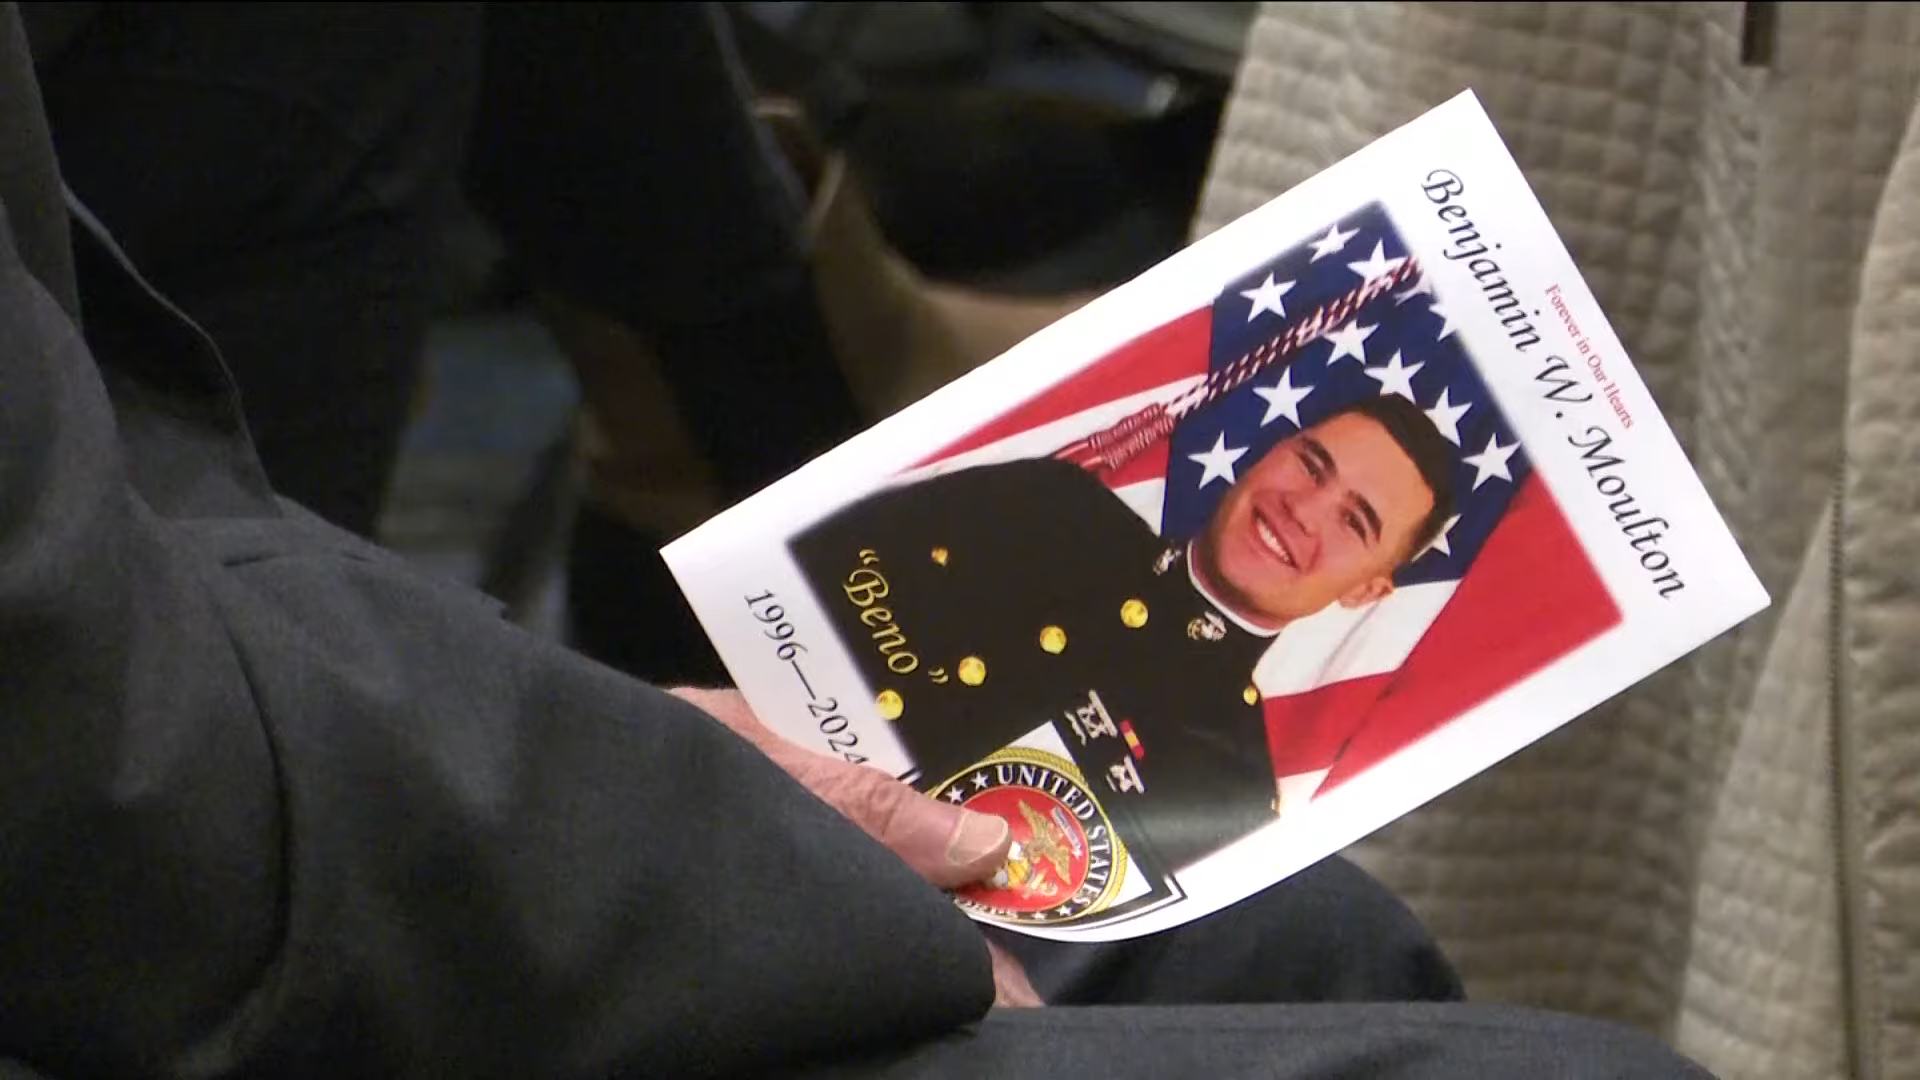 Forever in Our Hearts
Benjamin W. Moulton
"Beno"
1996—2024
UNITED STATES